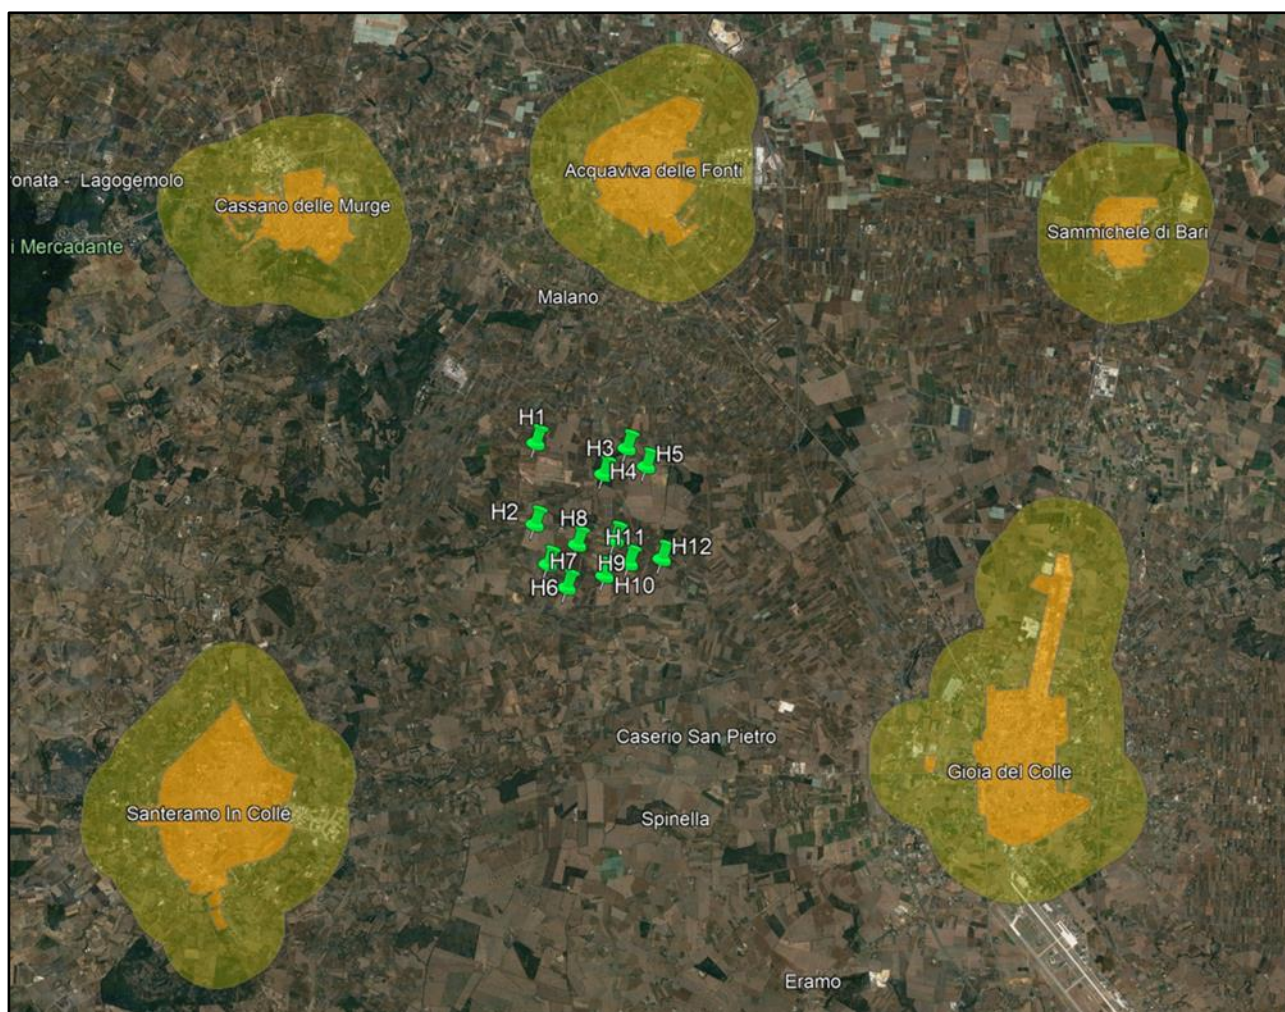 Acquaviva delle Fonti
ronata - Lagogemolo
Cassano delle Murge
Sammichele di Bari
i Mercadante
Malano
H1
H3
H5
H4
H2
H8
H11
H12
H7
H9
H6
H10
Caserio San Pietro
Gioia del Colle
Santeramo In Colle
Spinella
Eramo